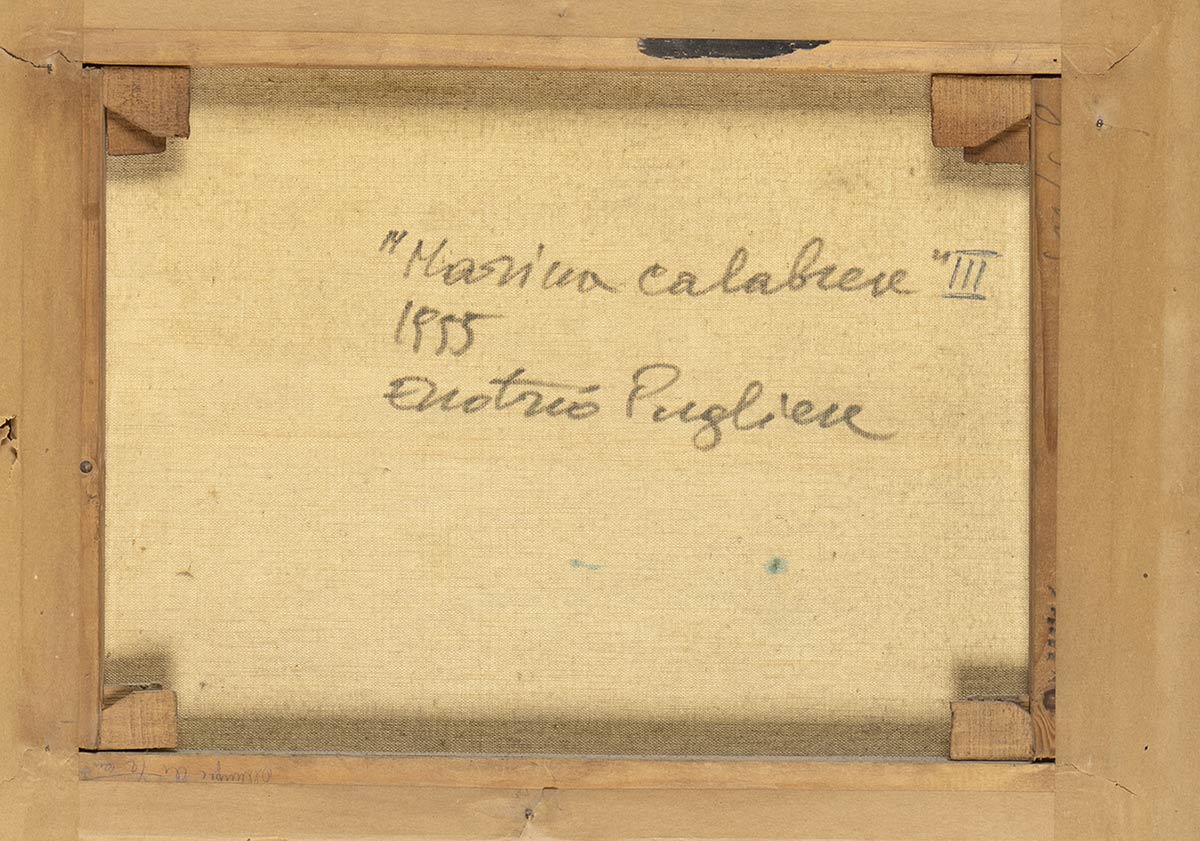 "Marina calabrese" III
1955
Enotrio Pugliese